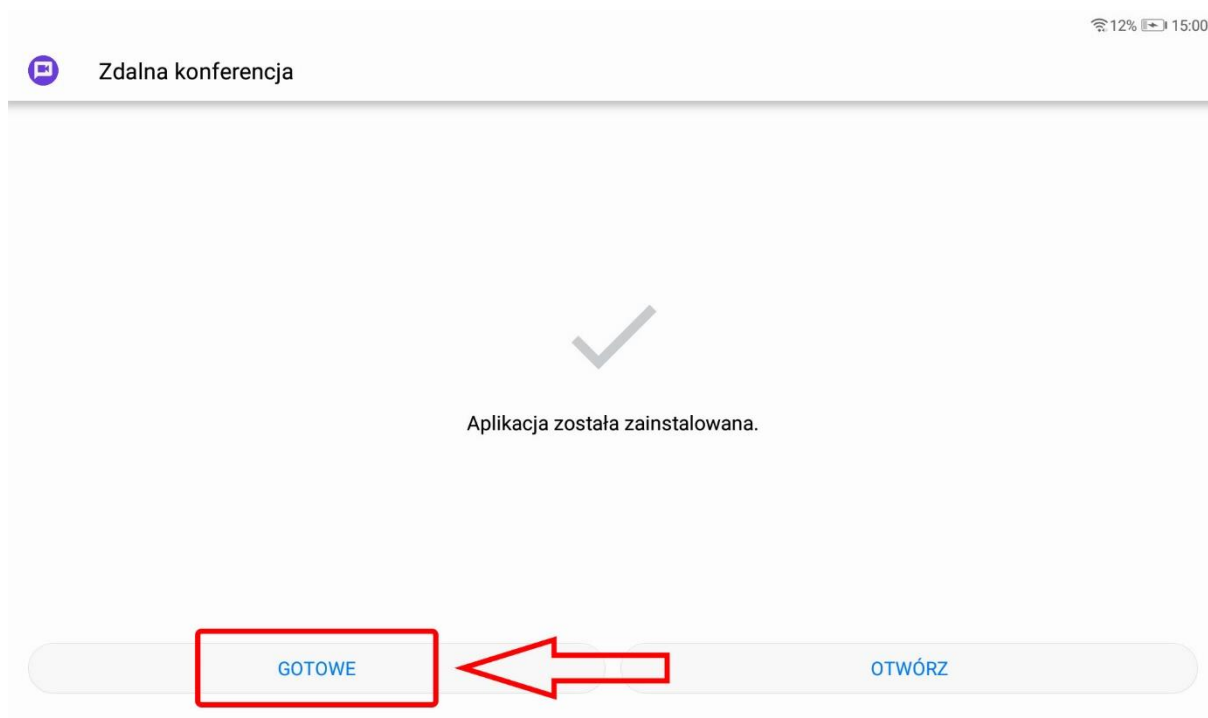 12% 15:00
Zdalna konferencja
Aplikacja została zainstalowana.
GOTOWE
OTWÓRZ